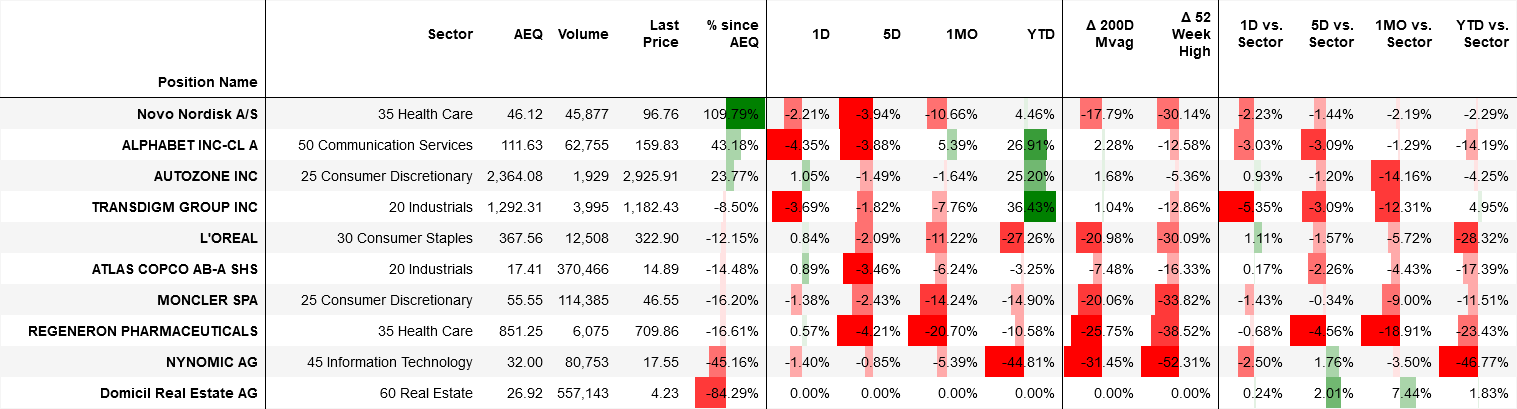 Position Name Sector AEQ Volume Last Price % since AEQ 1D 5D 1MO YTD Δ 200D Mvag Δ 52 Week High 1D vs. Sector 5D vs. Sector 1MO vs. Sector YTD vs. Sector
Novo Nordisk A/S 35 Health Care 46.12 45,877 96.76 109.79% -2.21% -3.94% -10.66% 4.46% -17.79% -30.14% -2.23% -1.44% -2.19% -2.29%
ALPHABET INC-CL A 50 Communication Services 111.63 62,755 159.83 43.18% -4.35% -3.88% 5.39% 26.91% 2.28% -12.58% -3.03% -3.09% -1.29% -14.19%
AUTOZONE INC 25 Consumer Discretionary 2,364.08 1,929 2,925.91 23.77% 1.05% -1.49% -1.64% 25.20% 1.68% -5.36% 0.93% -1.20% -14.16% -4.25%
TRANSDIGM GROUP INC 20 Industrials 1,292.31 3,995 1,182.43 -8.50% -3.69% -1.82% -7.76% 36.43% 1.04% -12.86% -5.35% -3.09% -12.31% 4.95%
L'OREAL 30 Consumer Staples 367.56 12,508 322.90 -12.15% 0.84% -2.09% -11.22% -27.26% -20.98% -30.09% 1.11% -1.57% -5.72% -28.32%
ATLAS COPCO AB-A SHS 20 Industrials 17.41 370,466 14.89 -14.48% 0.89% -3.46% -6.24% -3.25% -7.48% -16.33% 0.17% -2.26% -4.43% -17.39%
MONCLER SPA 25 Consumer Discretionary 55.55 114,385 46.55 -16.20% -1.38% -2.43% -14.24% -14.90% -20.06% -33.82% -1.43% -0.34% -9.00% -11.51%
REGENERON PHARMACEUTICALS 35 Health Care 851.25 6,075 709.86 -16.61% 0.57% -4.21% -20.70% -10.58% -25.75% -38.52% -0.68% -4.56% -18.91% -23.43%
NYNOMIC AG 45 Information Technology 32.00 80,753 17.55 -45.16% -1.40% -0.85% -5.39% -44.81% -31.45% -52.31% -2.50% 1.76% -3.50% -46.77%
Domicil Real Estate AG 60 Real Estate 26.92 557,143 4.23 -84.29% 0.00% 0.00% 0.00% 0.00% 0.00% 0.00% 0.24% 2.01% 7.44% 1.83%